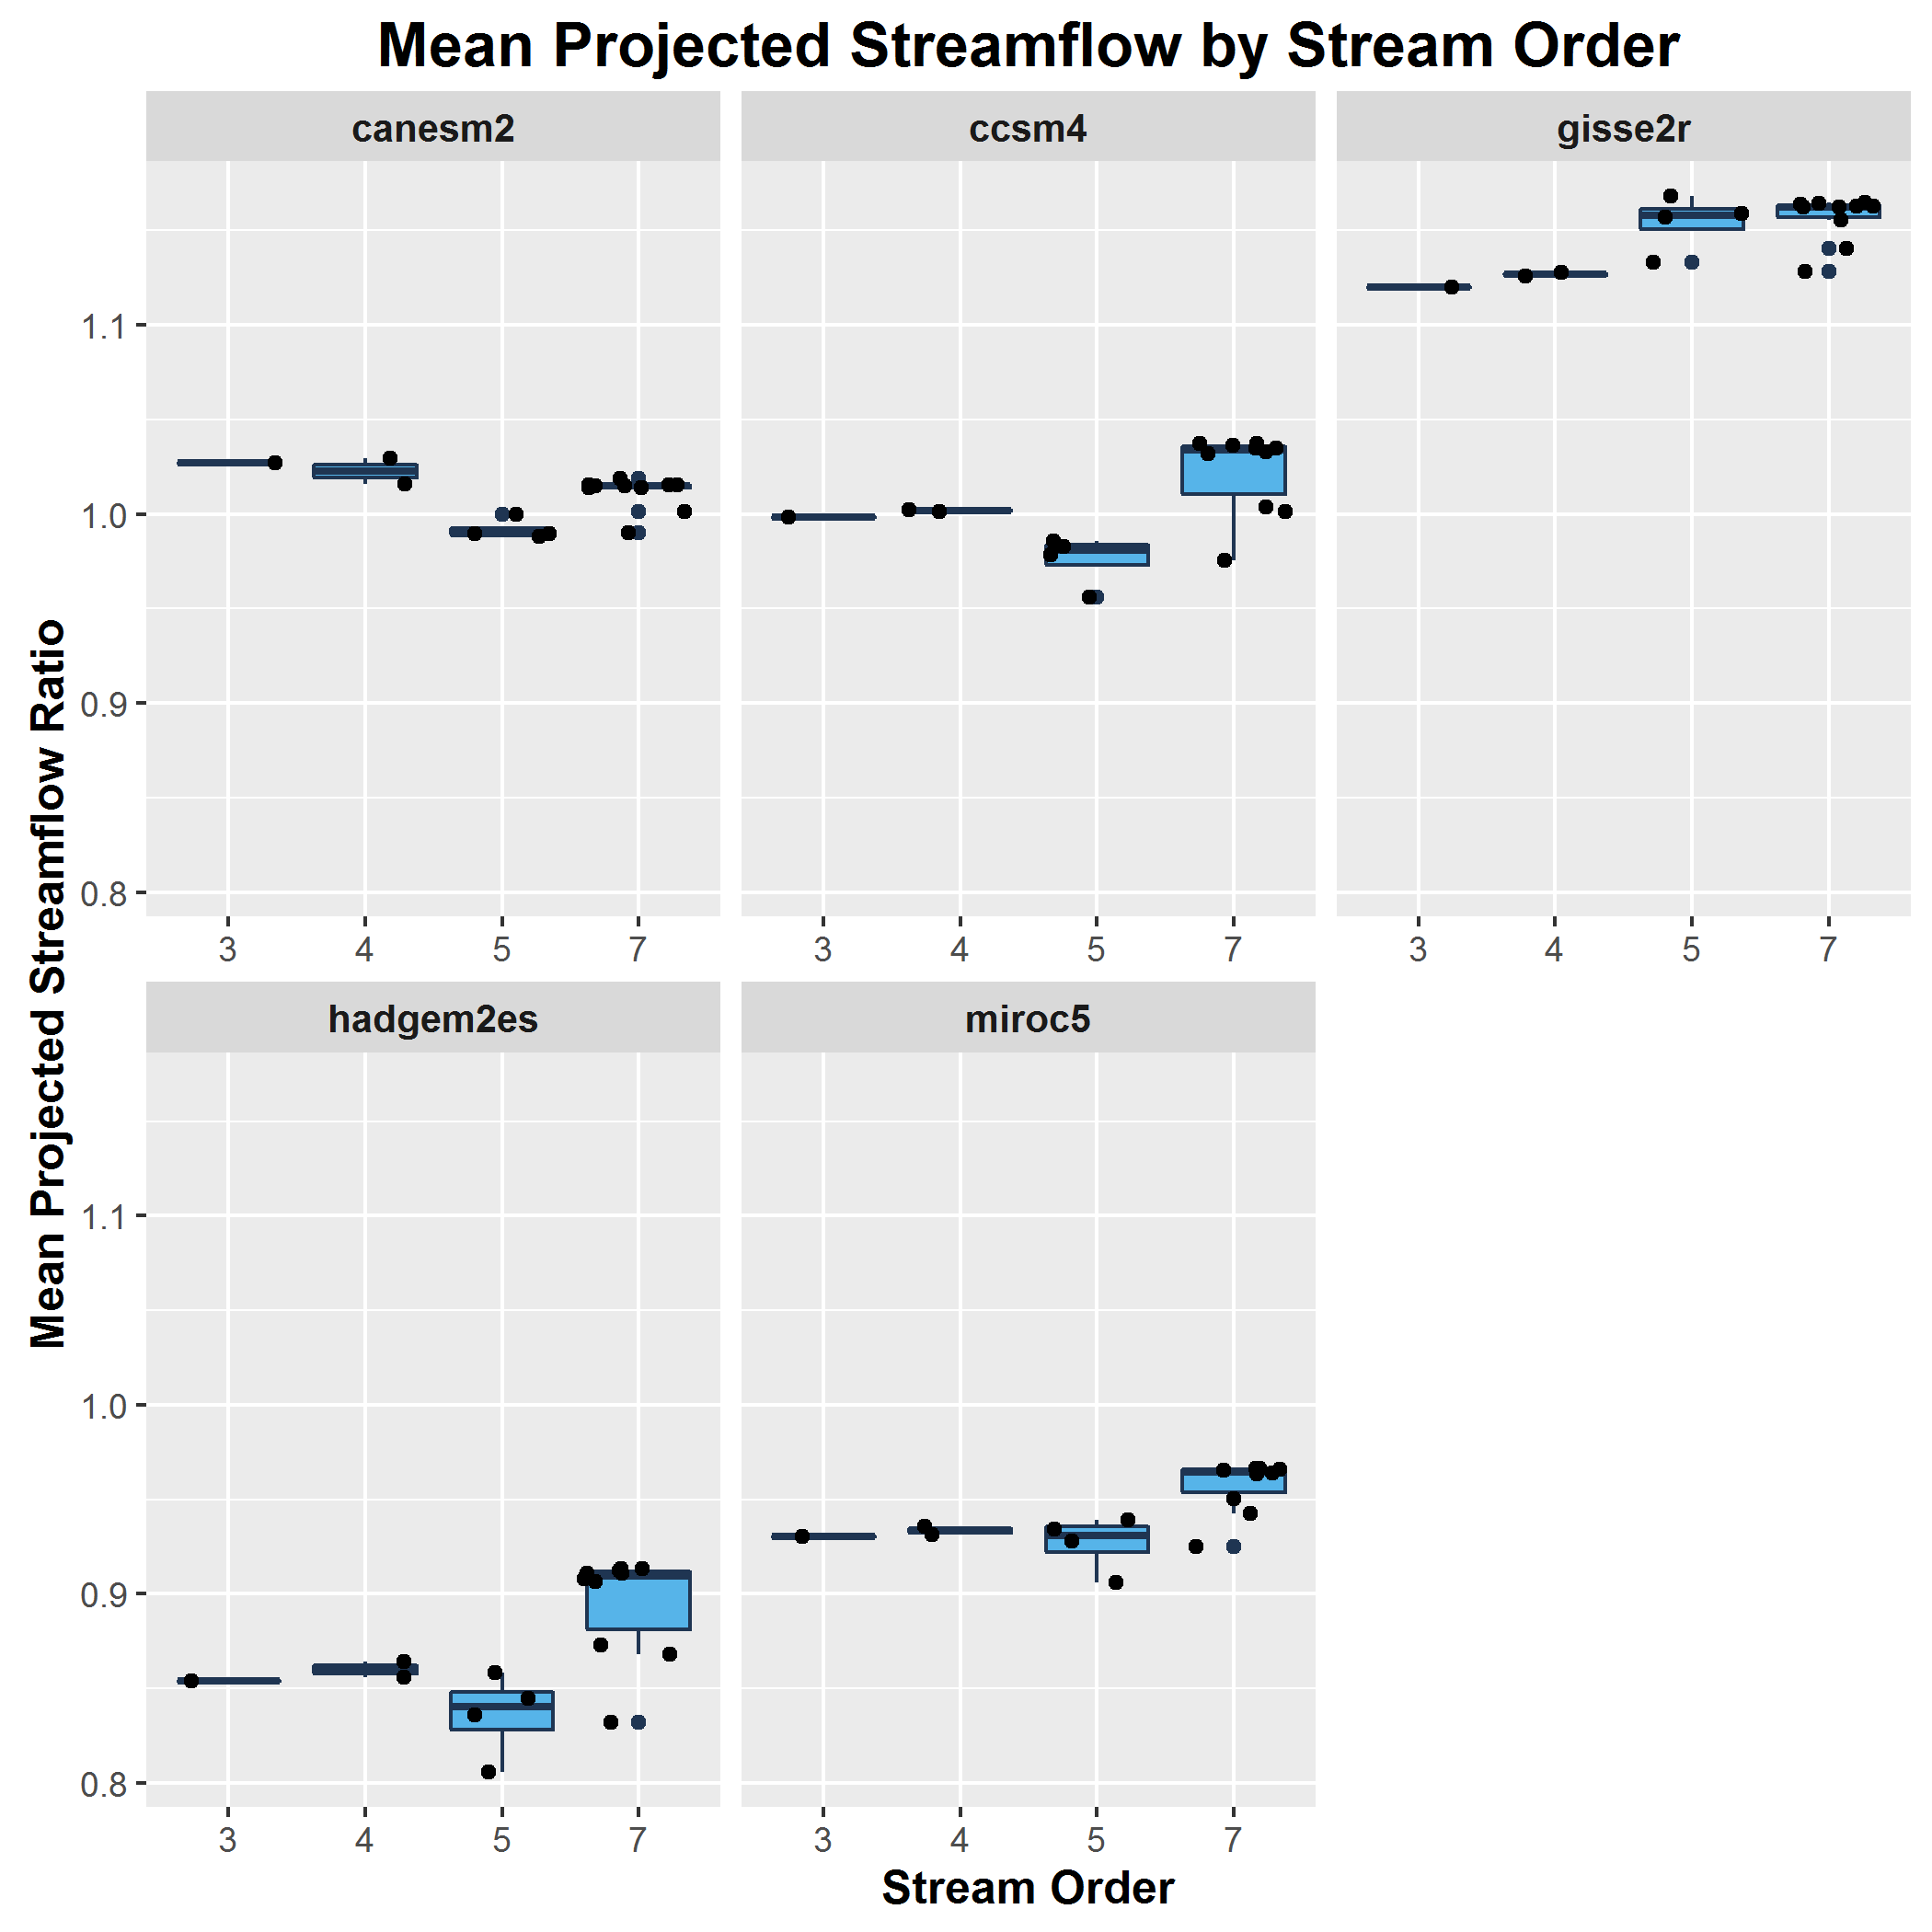 Mean Projected Streamflow by Stream Order
canesm2
ccsm4
gisse2r
1.1
1.0
0.9
0.8
3 4 5 7
3 4 5 7
3 4 5 7
Mean Projected Streamflow Ratio
hadgem2es
miroc5
1.1
1.0
0.9
0.8
3 4 5 7
3 4 5 7
Stream Order